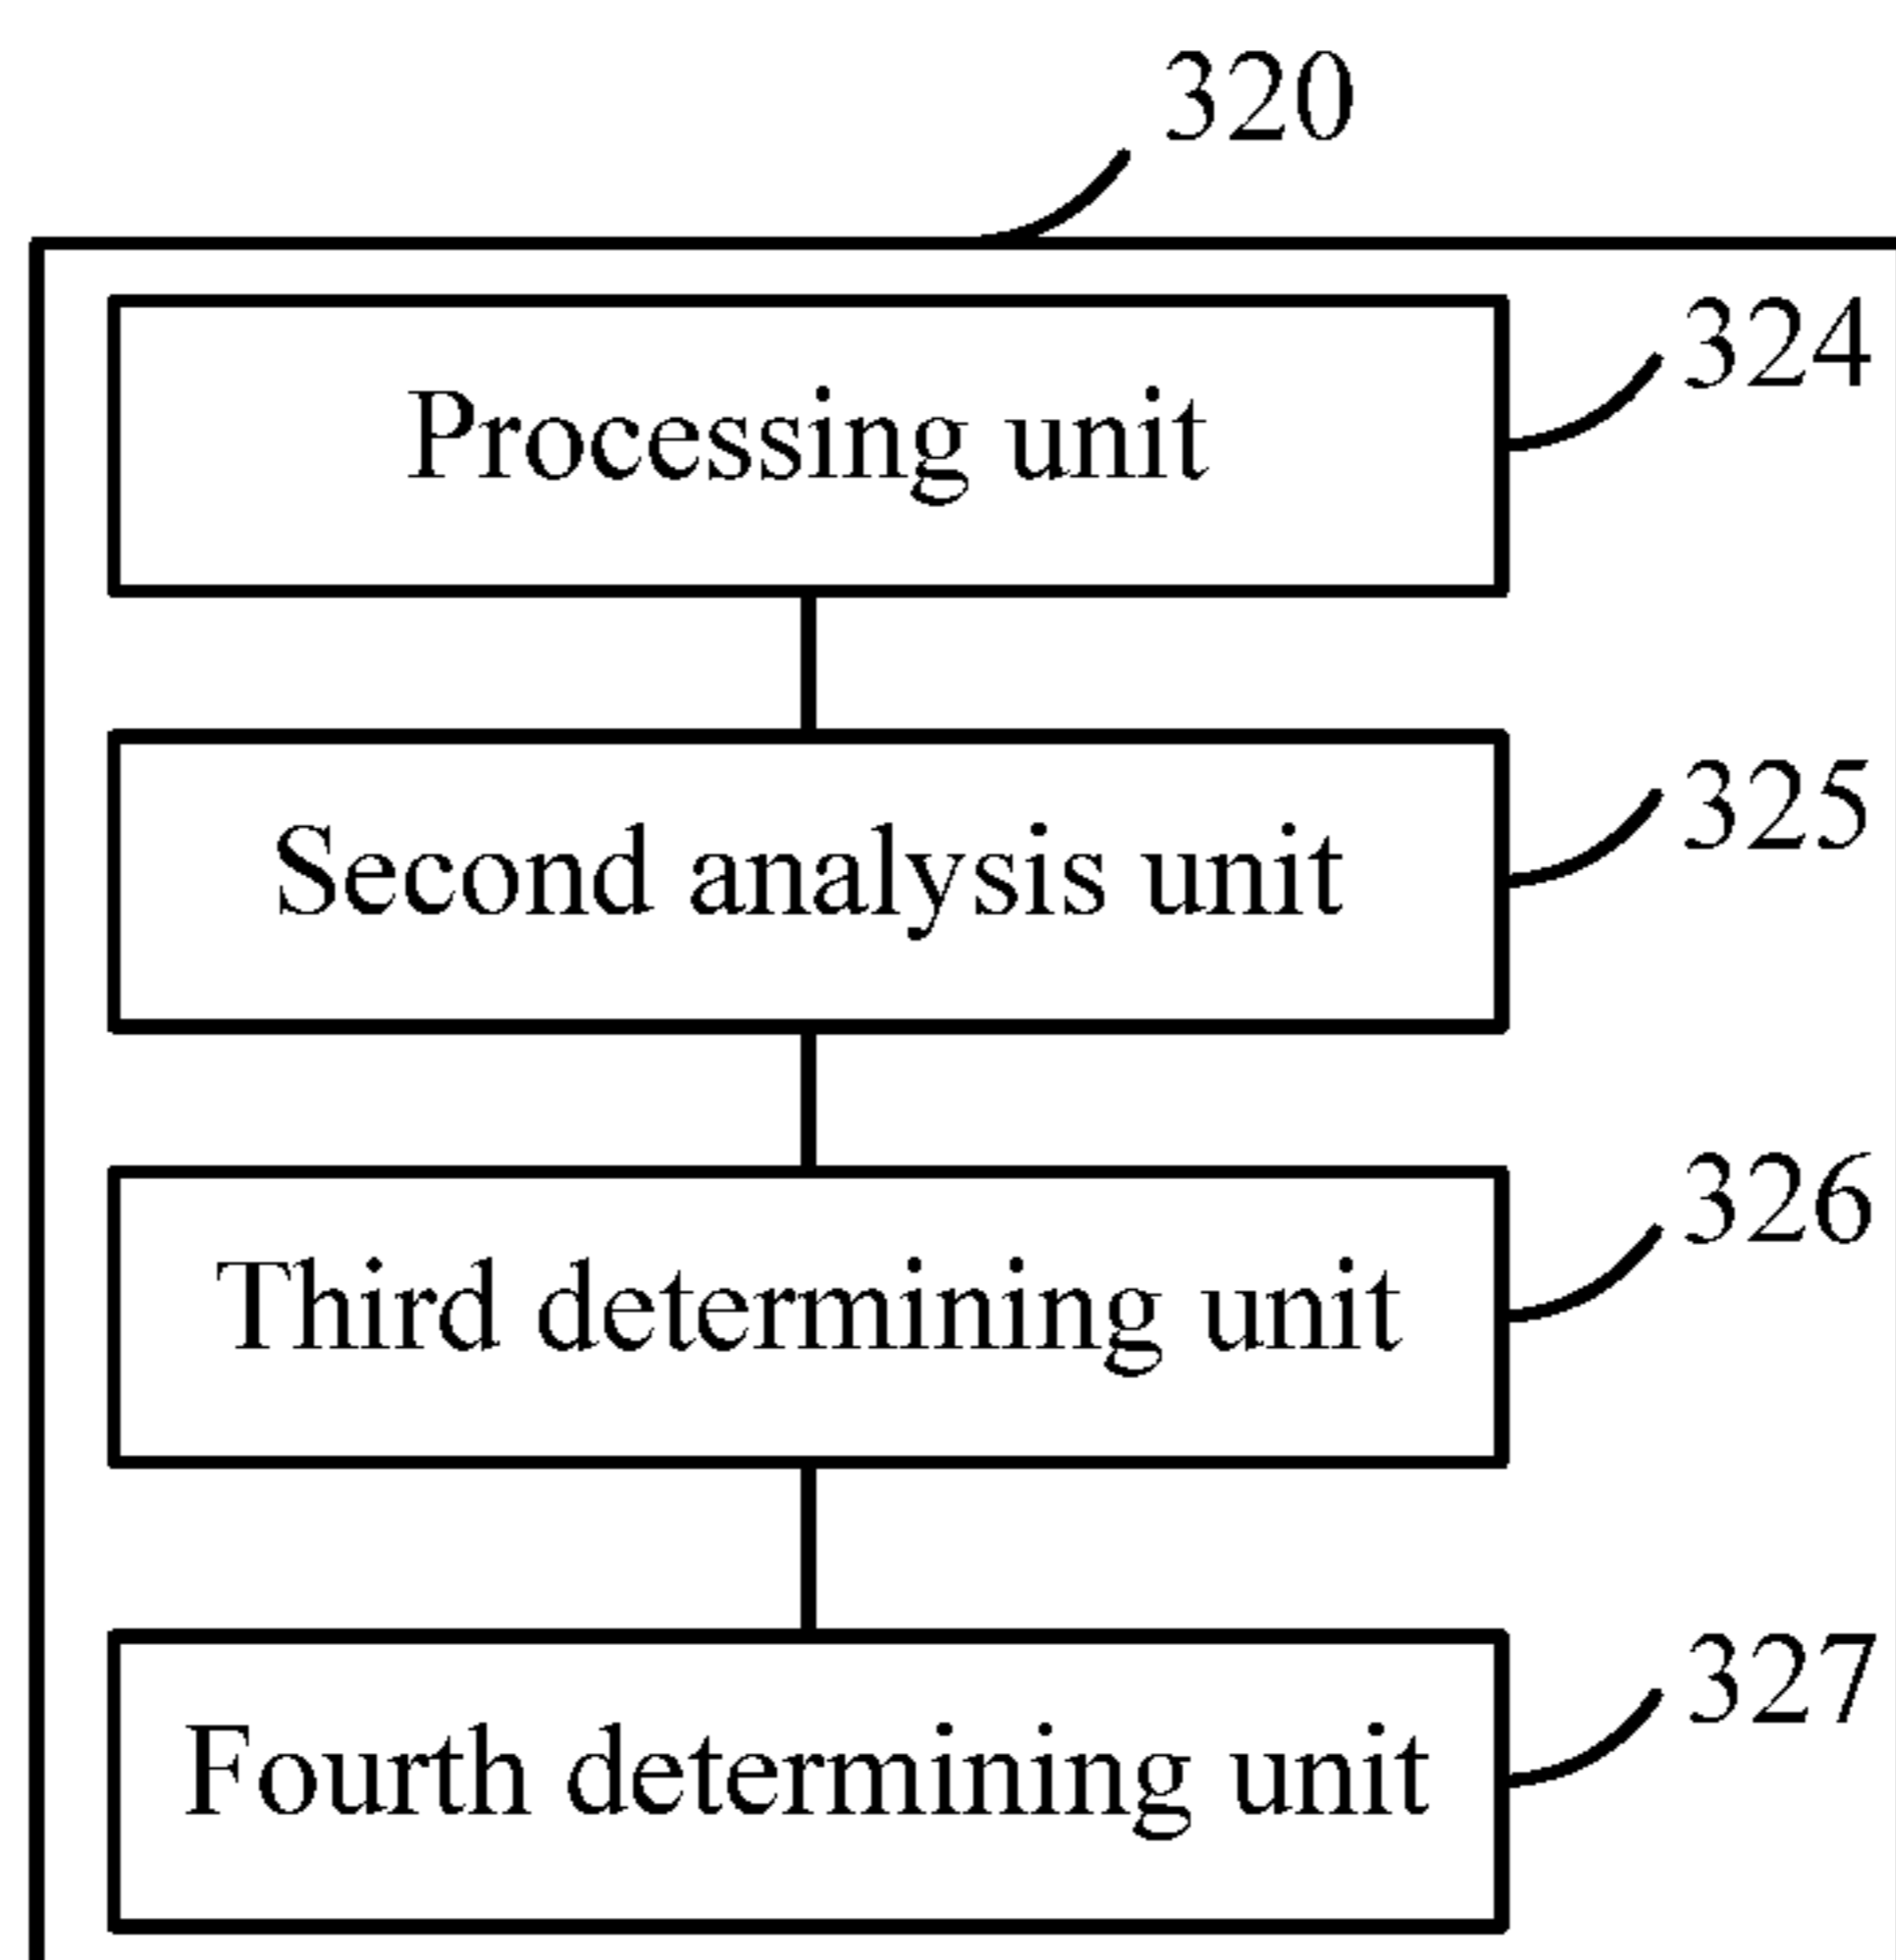 320
Processing unit
324
Second analysis unit
325
Third determining unit
326
Fourth determining unit
327